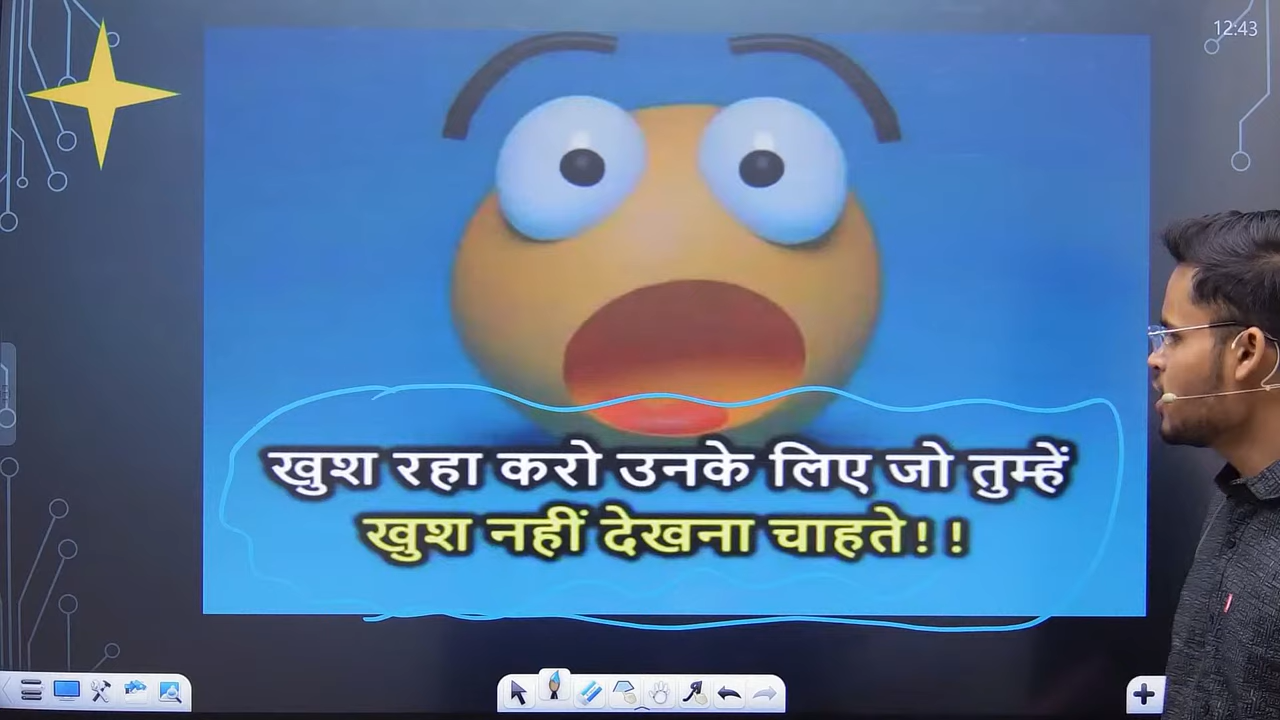 12:43
खुश रहा करो उनके लिए जो तुम्हें
खुश नहीं देखना चाहते!!